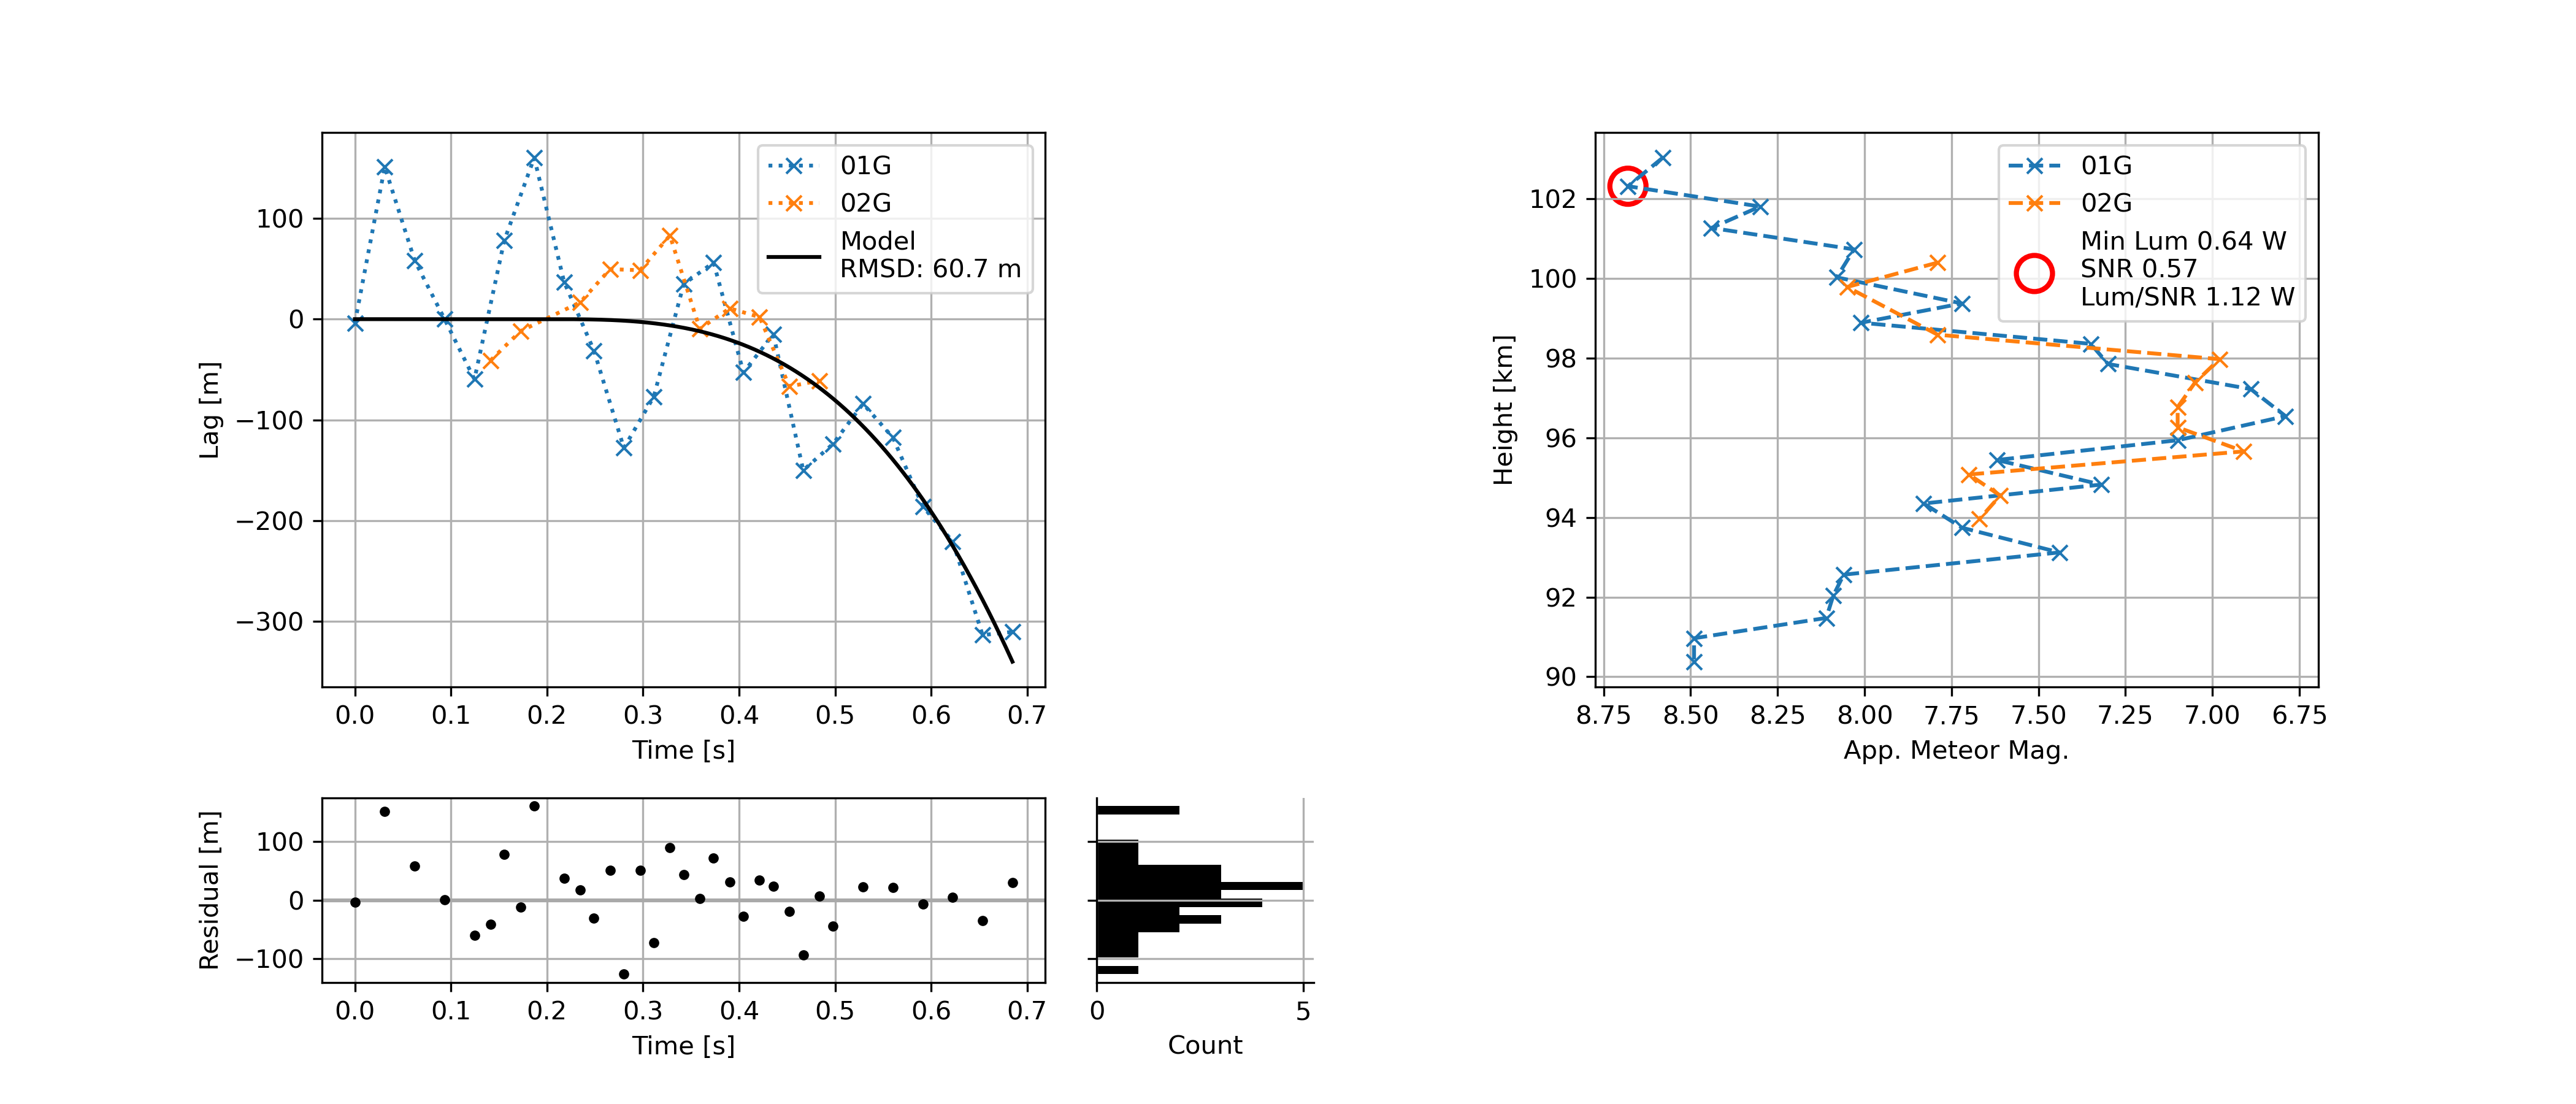 01G
02G
Model
RMSD: 60.7 m
100
0
−100
−200
−300
Lag [m]
0.0 0.1 0.2 0.3 0.4 0.5 0.6 0.7
Time [s]
01G
02G
Min Lum 0.64 W
SNR 0.57
Lum/SNR 1.12 W
102
100
98
96
94
92
90
Height [km]
8.75 8.50 8.25 8.00 7.75 7.50 7.25 7.00 6.75
App. Meteor Mag.
100
0
−100
Residual [m]
0.0 0.1 0.2 0.3 0.4 0.5 0.6 0.7
Time [s]
0 5
Count